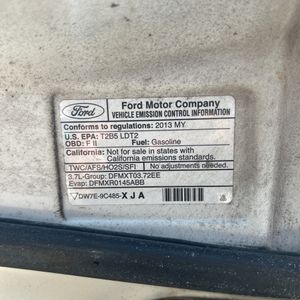 Ford
Ford Motor Company
VEHICLE EMISSION CONTROL INFORMATION
Conforms to regulations: 2013 MY
U.S. EPA: T2B5 LDT2
OBD: F II Fuel: Gasoline
California: Not for sale in states with
California emissions standards.
TWC/AFS/HO2S/SFI No adjustments needed.
3.7L-Group: DFMXT03.72EE
Evap: DFMXR0145ABB
DW7E-9C485-XJA